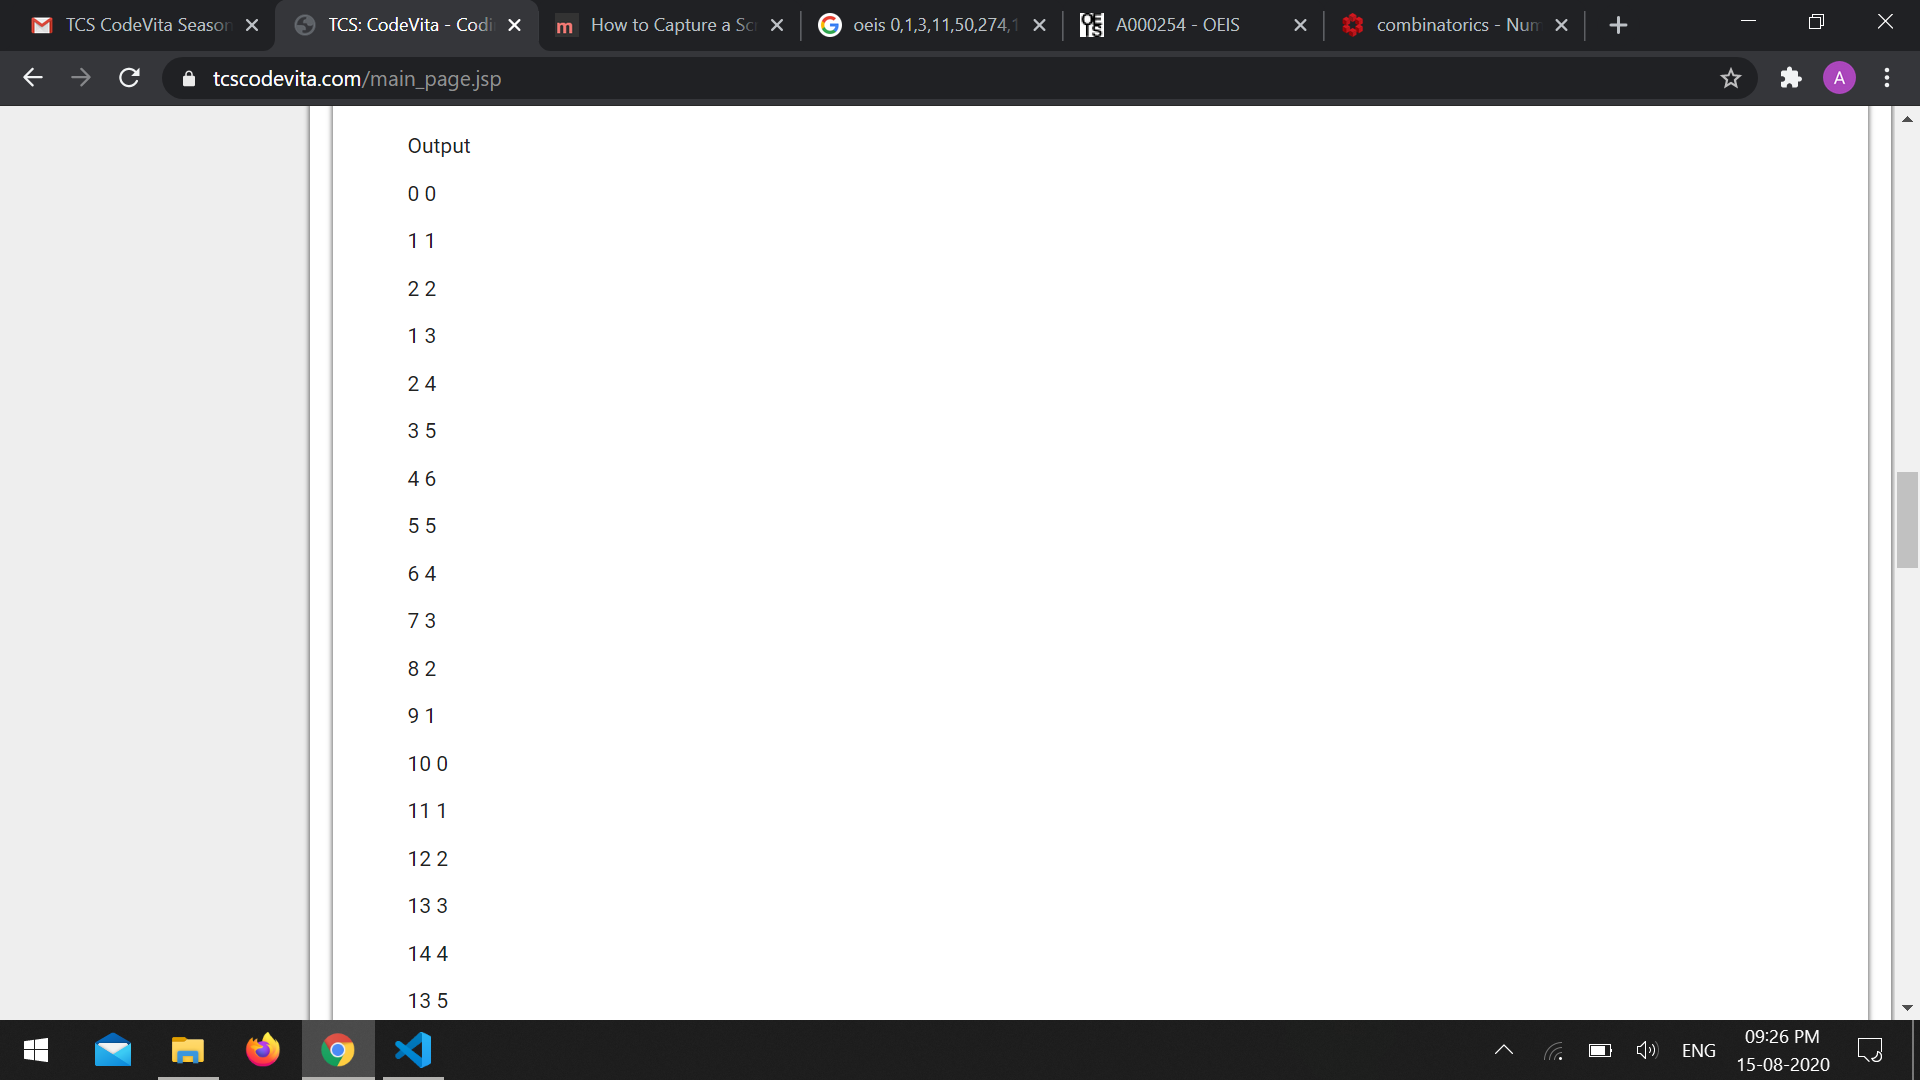 TCS CodeVita Season
TCS: CodeVita - Codi
How to Capture a Sc
oeis 0,1,3,11,50,274,1
A000254 - OEIS
combinatorics - Num
tcscodevita.com/main_page.jsp
A
Output
0 0
1 1
2 2
1 3
2 4
3 5
4 6
5 5
6 4
7 3
8 2
9 1
10 0
11 1
12 2
13 3
14 4
13 5
ENG
09:26 PM
15-08-2020